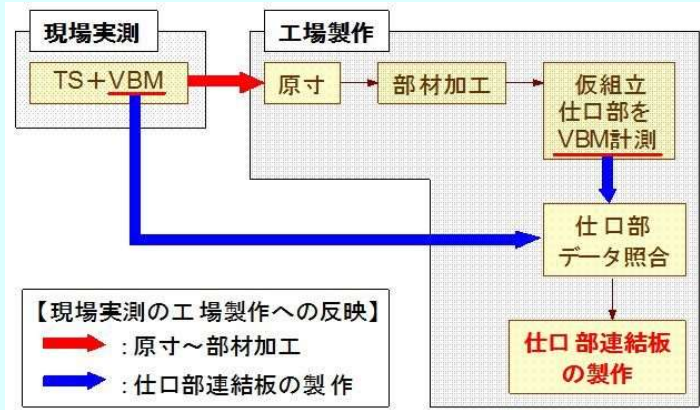 現場実測
工場製作
TS+VBM
原寸
部材加工
仮組立
仕口部を
VBM計測
仕口部
データ照合
【現場実測の工場製作への反映】
:原寸~部材加工
:仕口部連結板の製作
仕口部連結板
の製作